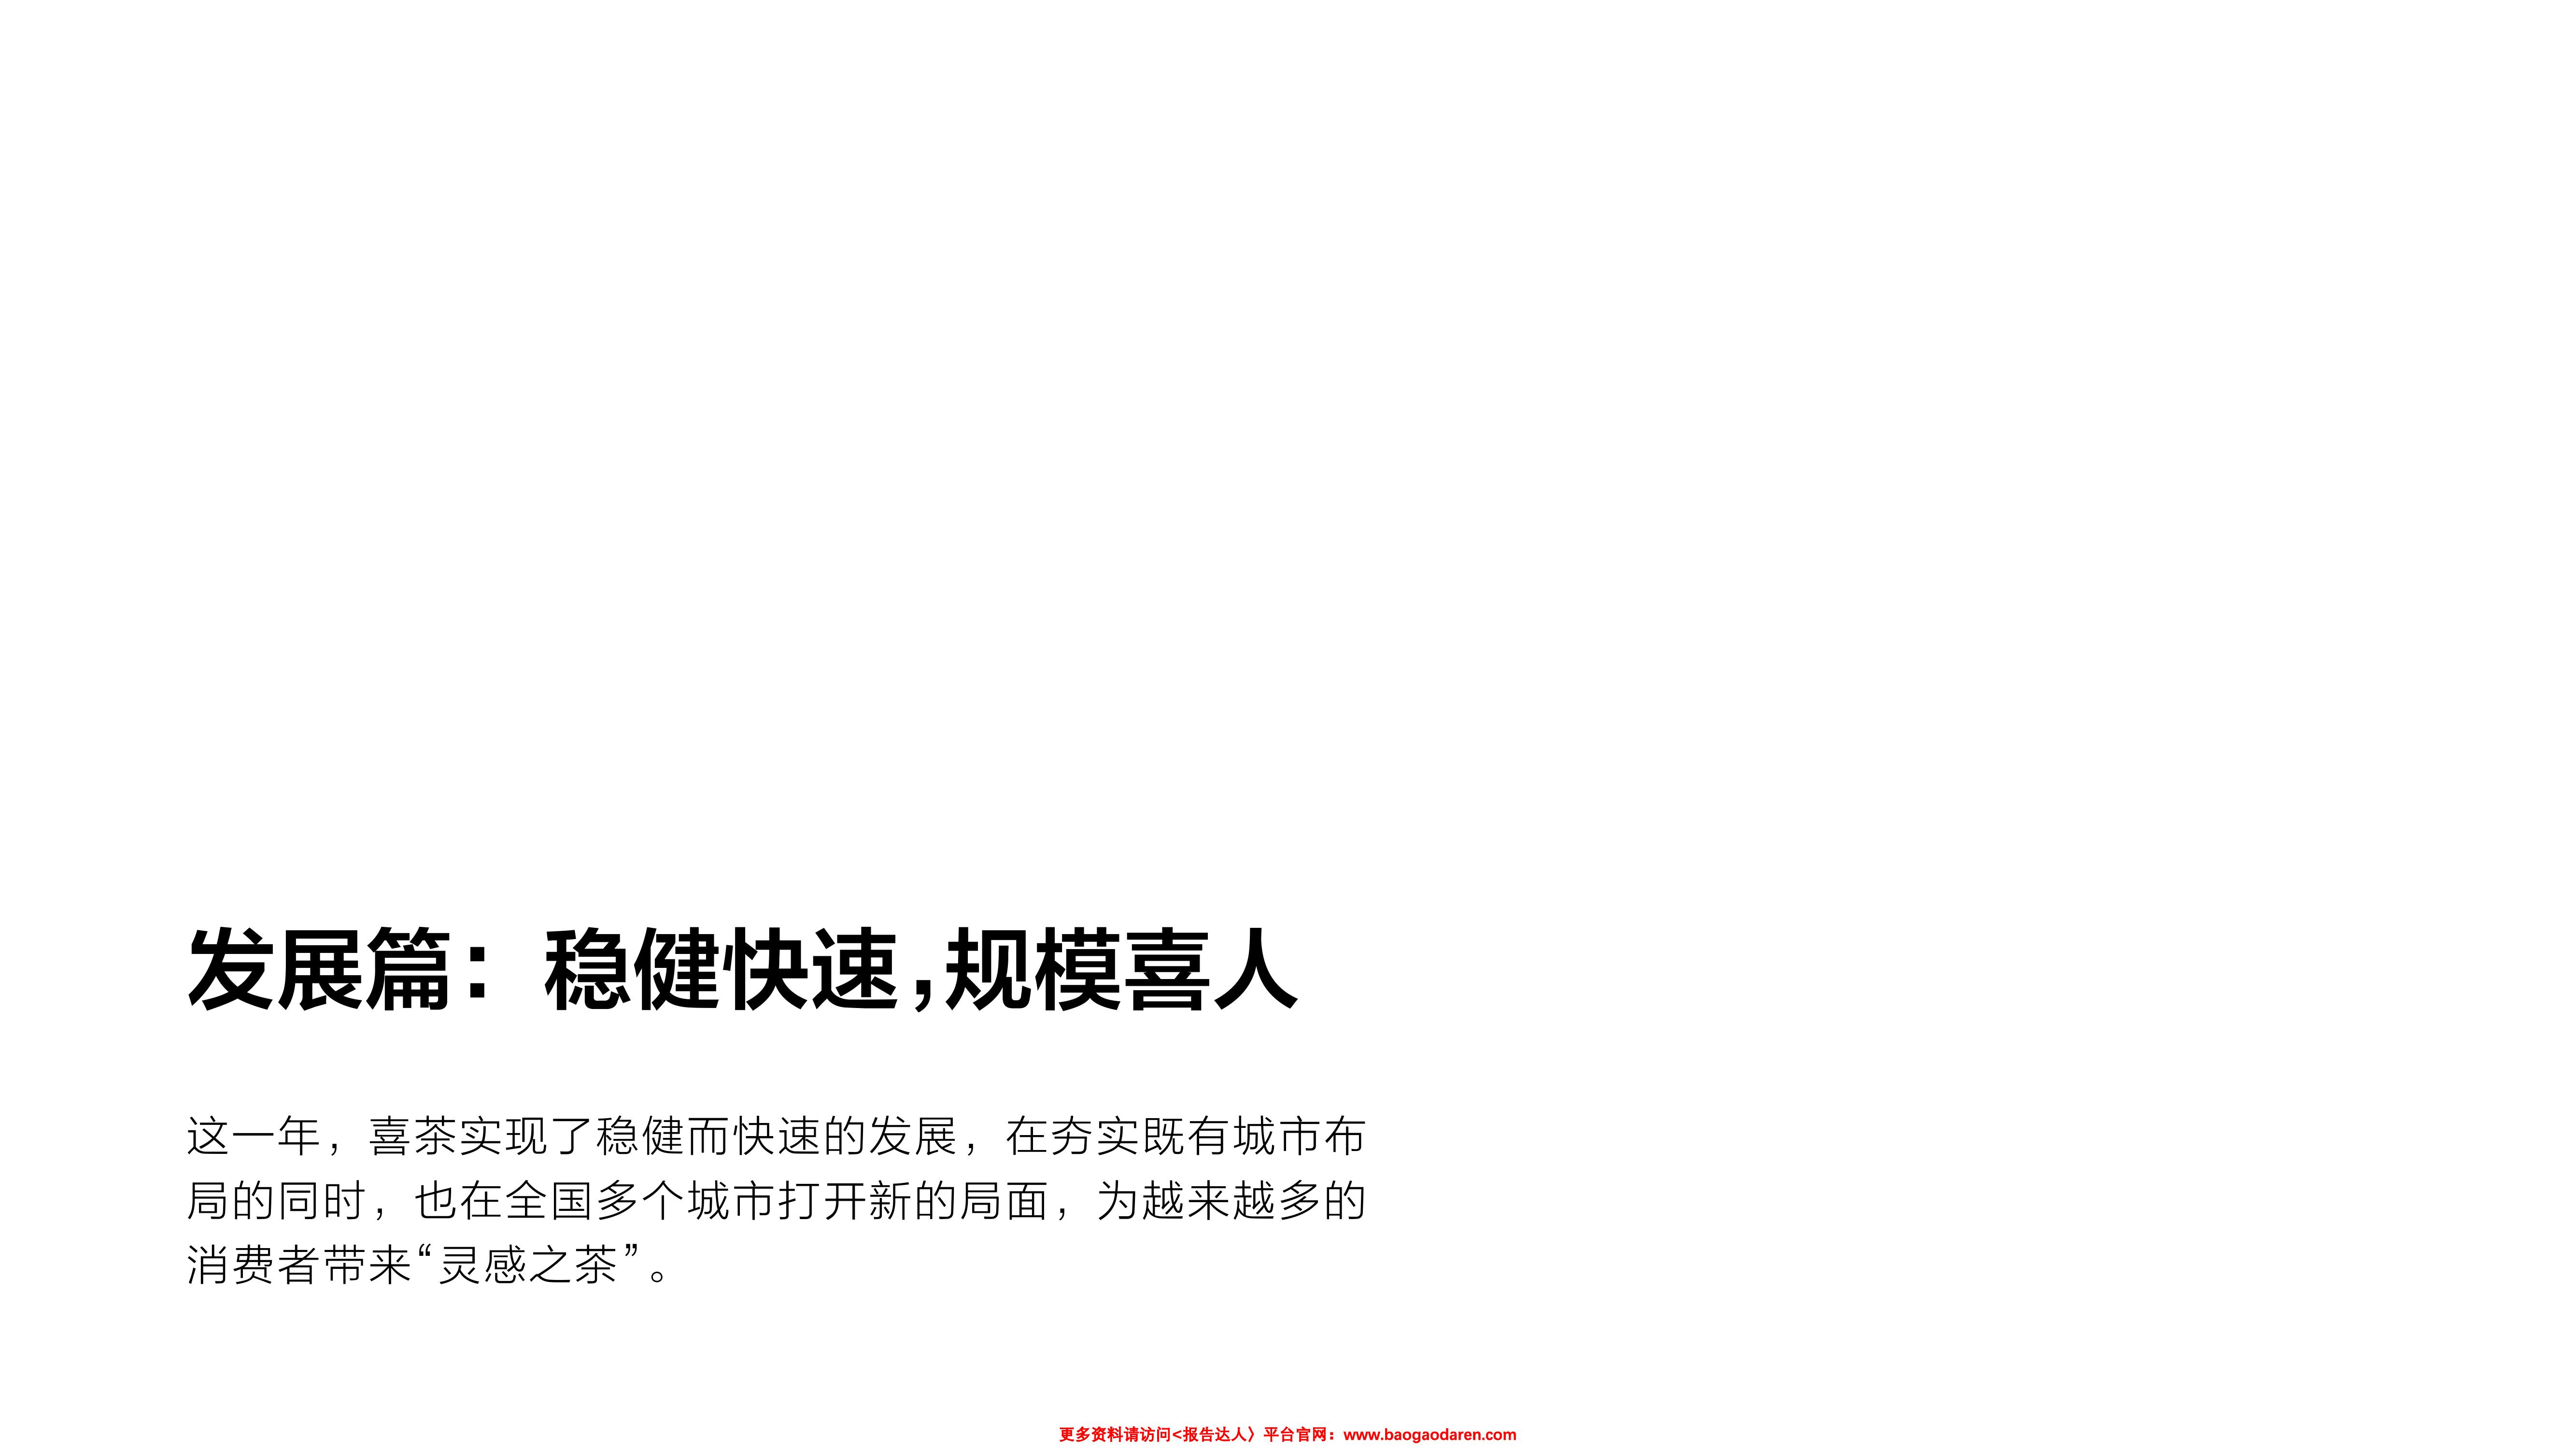 发展篇：稳健快速,规模喜人
这一年，喜茶实现了稳健而快速的发展，在夯实既有城市布
局的同时，也在全国多个城市打开新的局面，为越来越多的
消费者带来“灵感之茶”。
更多资料请访问<报告达人〉平台官网：www.baogaodaren.com